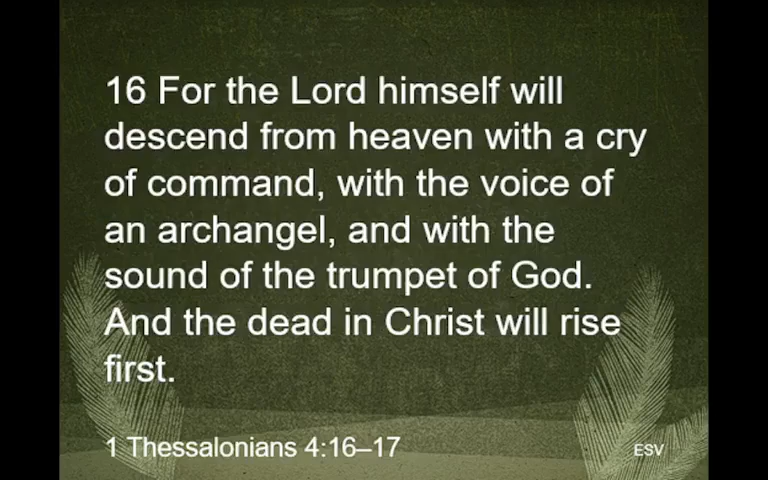 16 For the Lord himself will
descend from heaven with a cry
of command, with the voice of
an archangel, and with the
sound of the trumpet of God.
And the dead in Christ will rise
first.
1 Thessalonians 4:16–17
ESV